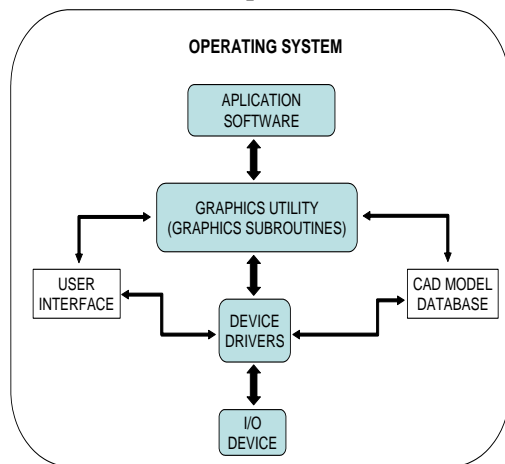 OPERATING SYSTEM
APLICATION
SOFTWARE
GRAPHICS UTILITY
(GRAPHICS SUBROUTINES)
USER
INTERFACE
CAD MODEL
DATABASE
DEVICE
DRIVERS
I/O
DEVICE